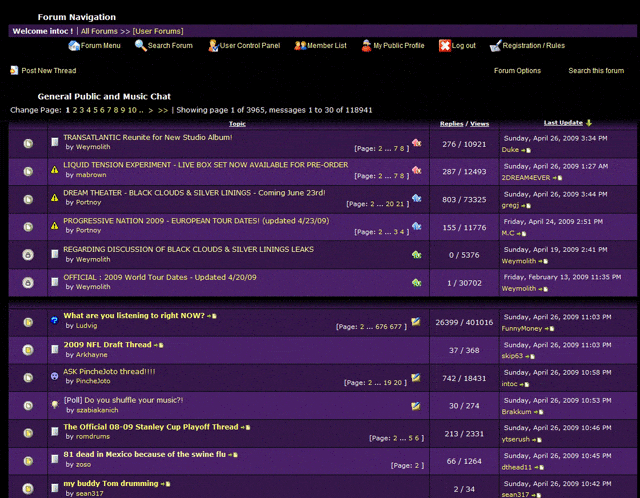 Forum Navigation
Welcome intoc ! | All Forums >> [User Forums]
Forum Menu Search Forum User Control Panel Member List My Public Profile Log out Registration / Rules
Post New Thread Forum Options Search this forum
General Public and Music Chat
Change Page: 1 2 3 4 5 6 7 8 9 10 .. > >> | Showing page 1 of 3965, messages 1 to 30 of 118941
Topic Replies / Views Last Update
TRANSATLANTIC Reunite for New Studio Album!
by Weymolith
[Page: 2 ... 7 8 ]
276 / 10921
Sunday, April 26, 2009 3:34 PM
Duke
LIQUID TENSION EXPERIMENT - LIVE BOX SET NOW AVAILABLE FOR PRE-ORDER
by mabrown
[Page: 2 ... 7 8 ]
287 / 12493
Sunday, April 26, 2009 1:27 AM
2DREAM4EVER
DREAM THEATER - BLACK CLOUDS & SILVER LININGS - Coming June 23rd!
by Portnoy
[Page: 2 ... 20 21 ]
803 / 73325
Sunday, April 26, 2009 3:44 PM
gregj
PROGRESSIVE NATION 2009 - EUROPEAN TOUR DATES! (updated 4/23/09)
by Portnoy
[Page: 2 ... 3 4 ]
155 / 11776
Friday, April 24, 2009 2:51 PM
M.C
REGARDING DISCUSSION OF BLACK CLOUDS & SILVER LININGS LEAKS
by Weymolith
0 / 5376
Sunday, April 19, 2009 2:41 PM
Weymolith
OFFICIAL : 2009 World Tour Dates - Updated 4/20/09
by Weymolith
1 / 30702
Friday, February 13, 2009 11:35 PM
Weymolith
What are you listening to right NOW?
by Ludvig
[Page: 2 ... 676 677 ]
26399 / 401016
Sunday, April 26, 2009 11:03 PM
FunnyMoney
2009 NFL Draft Thread
by Arkhayne
37 / 368
Sunday, April 26, 2009 11:03 PM
skip63
ASK PincheJoto thread!!!!
by PincheJoto
[Page: 2 ... 19 20 ]
742 / 18431
Sunday, April 26, 2009 10:58 PM
intoc
[Poll] Do you shuffle your music?!
by szabiakanich
30 / 274
Sunday, April 26, 2009 10:53 PM
Brakkum
The Official 08-09 Stanley Cup Playoff Thread
by romdrums
[Page: 2 ... 5 6 ]
213 / 2331
Sunday, April 26, 2009 10:46 PM
ytserush
81 dead in Mexico because of the swine flu
by zoso
[Page: 2 ]
66 / 1264
Sunday, April 26, 2009 10:45 PM
dthead11
my buddy Tom drumming
by sean317
2 / 34
Sunday, April 26, 2009 10:42 PM
sean317